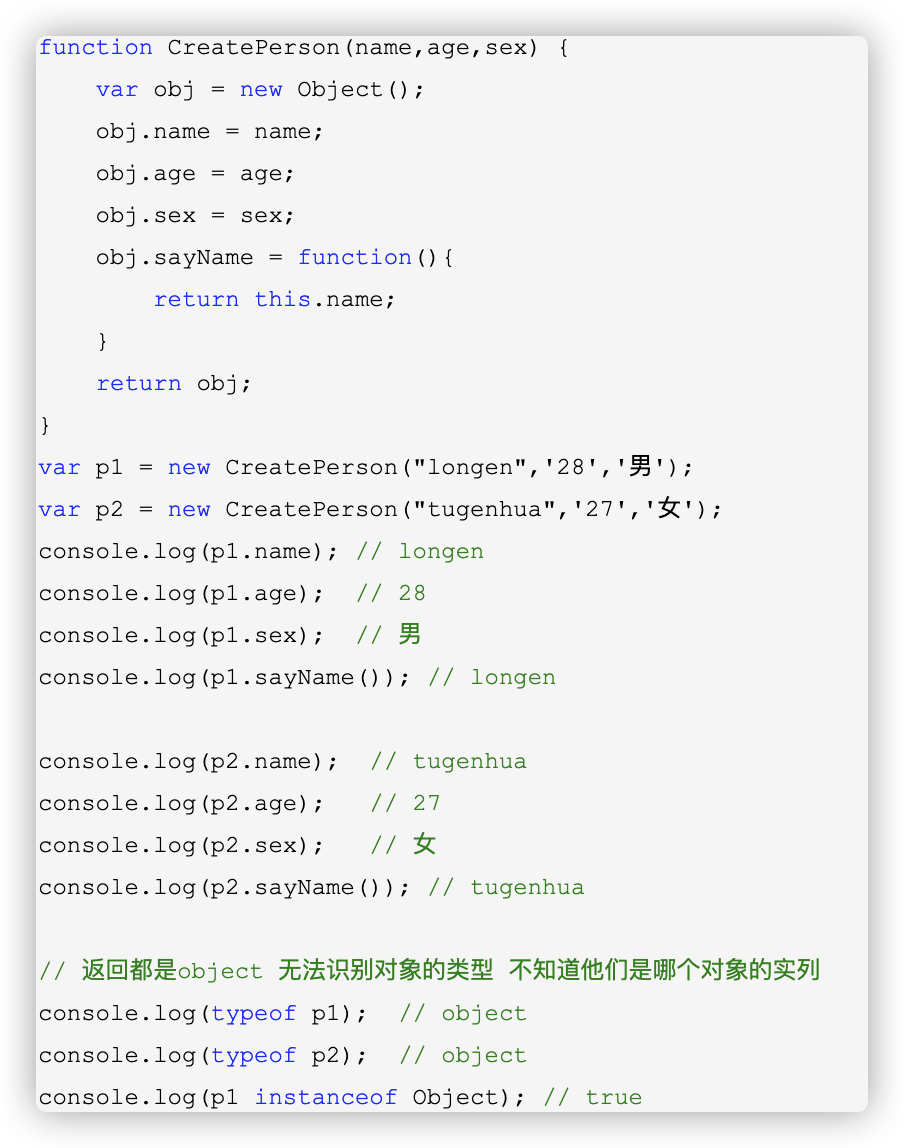 function CreatePerson(name,age,sex) {
    var obj = new Object();
    obj.name = name;
    obj.age = age;
    obj.sex = sex;
    obj.sayName = function(){
        return this.name;
    }
    return obj;
}
var p1 = new CreatePerson("longen",'28','男');
var p2 = new CreatePerson("tugenhua",'27','女');
console.log(p1.name); // longen
console.log(p1.age);  // 28
console.log(p1.sex);  // 男
console.log(p1.sayName()); // longen

console.log(p2.name);  // tugenhua
console.log(p2.age);   // 27
console.log(p2.sex);   // 女
console.log(p2.sayName()); // tugenhua

// 返回都是object 无法识别对象的类型 不知道他们是哪个对象的实列
console.log(typeof p1);  // object
console.log(typeof p2);  // object
console.log(p1 instanceof Object); // true